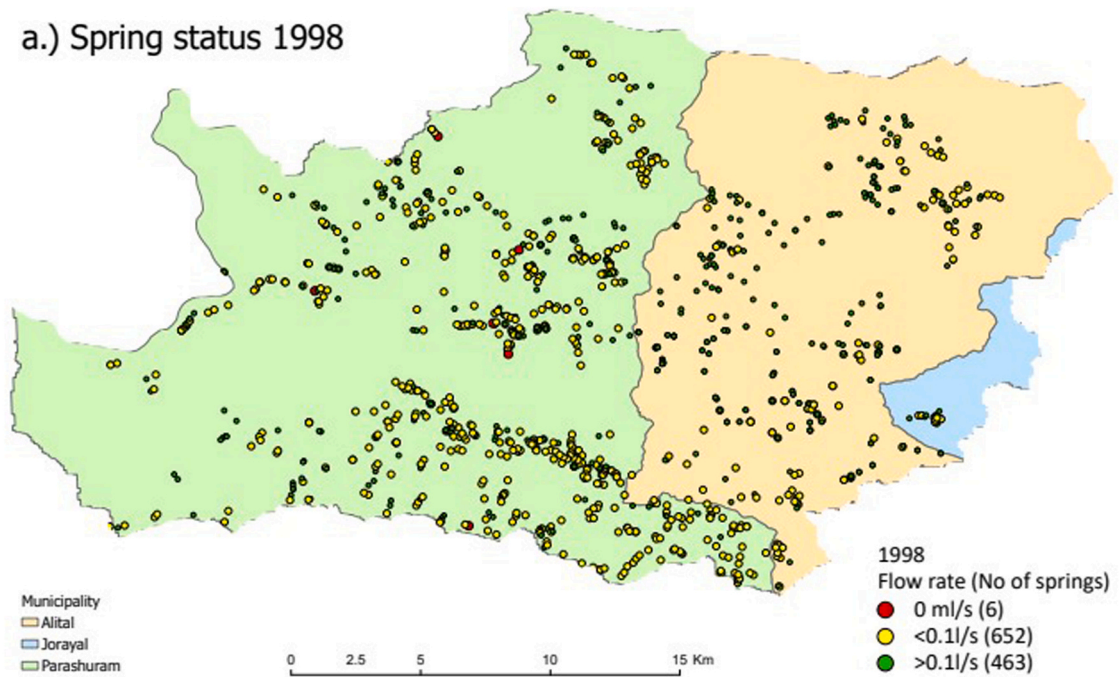 a.) Spring status 1998
1998
Flow rate (No of springs)
0 ml/s (6)
<0.1l/s (652)
>0.1l/s (463)
Municipality
Alital
Jorayal
Parashuram
0 2.5 5 10 15 Km